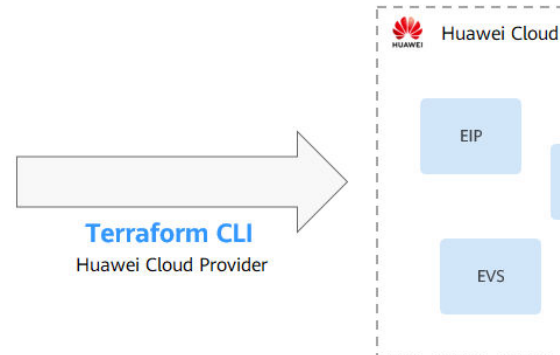 HUAWEI
Huawei Cloud
EIP
Terraform CLI
Huawei Cloud Provider
EVS